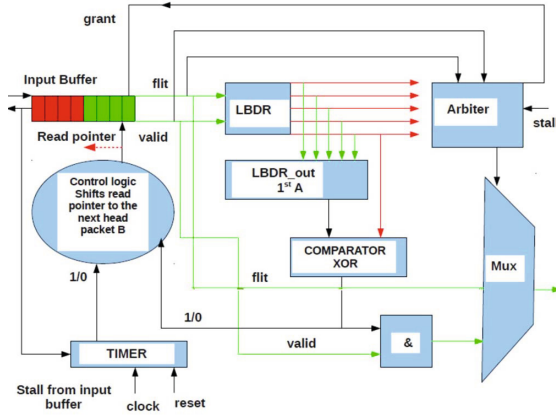 grant
Input Buffer
flit
LBDR
Arbiter
stall
Read pointer
valid
LBDR_out
1st A
Control logic
Shifts read
pointer to the
next head
packet B
COMPARATOR
XOR
Mux
1/0
flit
1/0
valid
&
TIMER
Stall from input
buffer
clock
reset